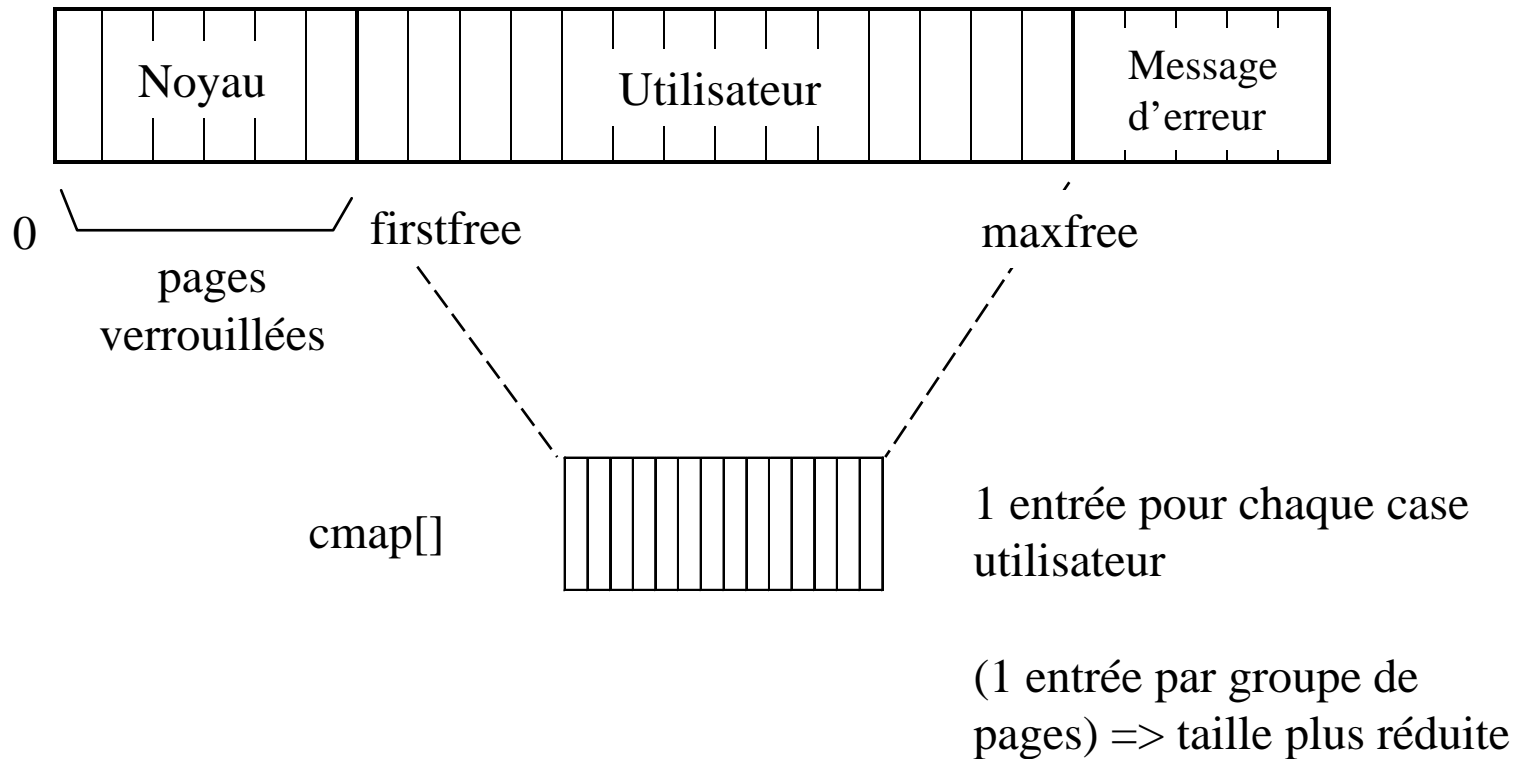 Noyau
Utilisateur
Message
d’erreur
0
firstfree
maxfree
pages
verrouillées
cmap[]
1 entrée pour chaque case
utilisateur
(1 entrée par groupe de
pages) => taille plus réduite